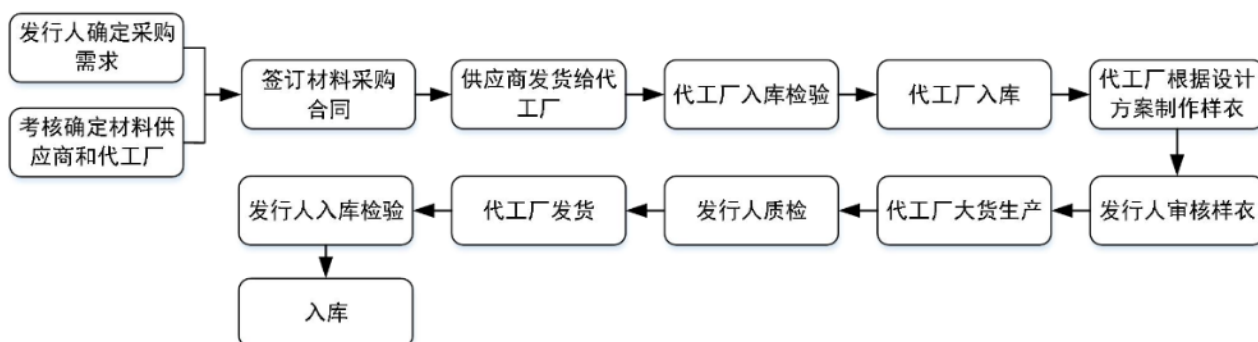 发行人确定采购
需求
考核确定材料供
应商和代工厂
签订材料采购
合同
供应商发货给代
工厂
代工厂入库检验
代工厂入库
代工厂根据设计
方案制作样衣
发行人审核样衣
代工厂大货生产
发行人质检
代工厂发货
发行人入库检验
入库